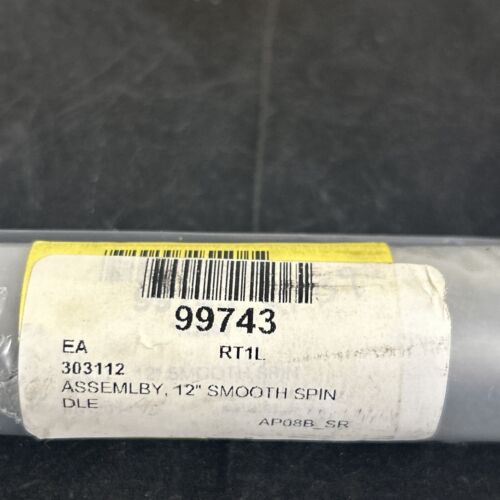 99743
EA RT1L
303112
ASSEMLBY, 12" SMOOTH SPIN
DLE
AP08B_SR